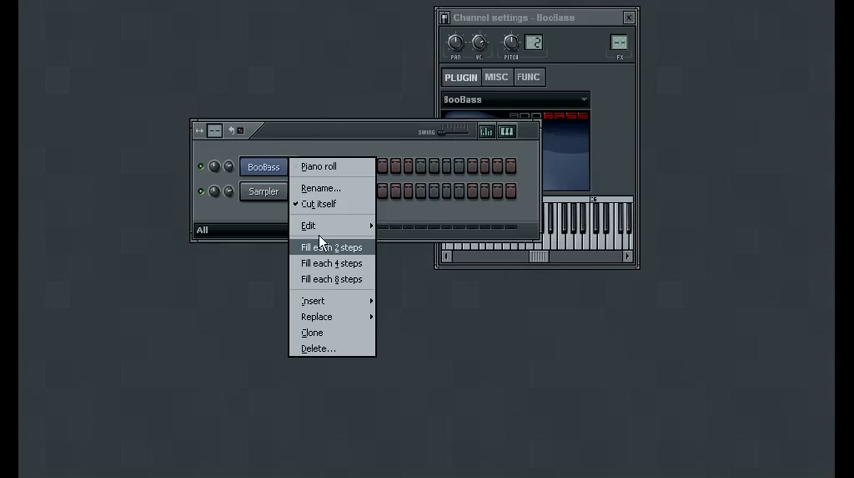 Channel settings - BooBass
PAN
VOL
PITCH
2
FX
PLUGIN MISC FUNC
BooBass
SWING
BooBass
Sampler
All
Piano roll
Rename...
Cut itself
Edit
Fill each 2 steps
Fill each 4 steps
Fill each 8 steps
Insert
Replace
Clone
Delete...
C6